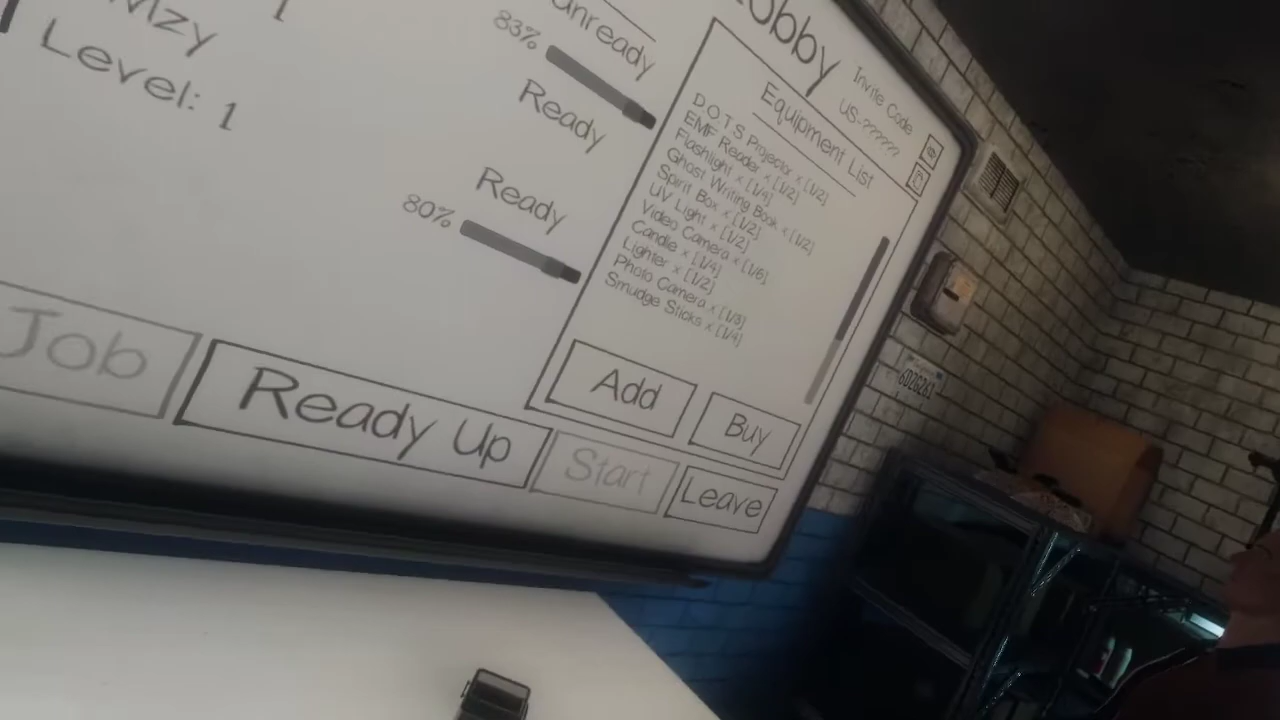 Mzy
Level: 1
1
Unready
83%
Ready
Ready
80%
Lobby
Invite Code
US-??????
Equipment List
D.O.T.S Projector x [1/2]
EMF Reader x [1/2]
Flashlight x [1/4]
Ghost Writing Book x [1/2]
Spirit Box x [1/2]
UV Light x [1/2]
Video Camera x [1/6]
Candle x [1/4]
Lighter x [1/2]
Photo Camera x [1/3]
Smudge Sticks x [1/4]
Add
Buy
Job
Ready Up
Start
Leave